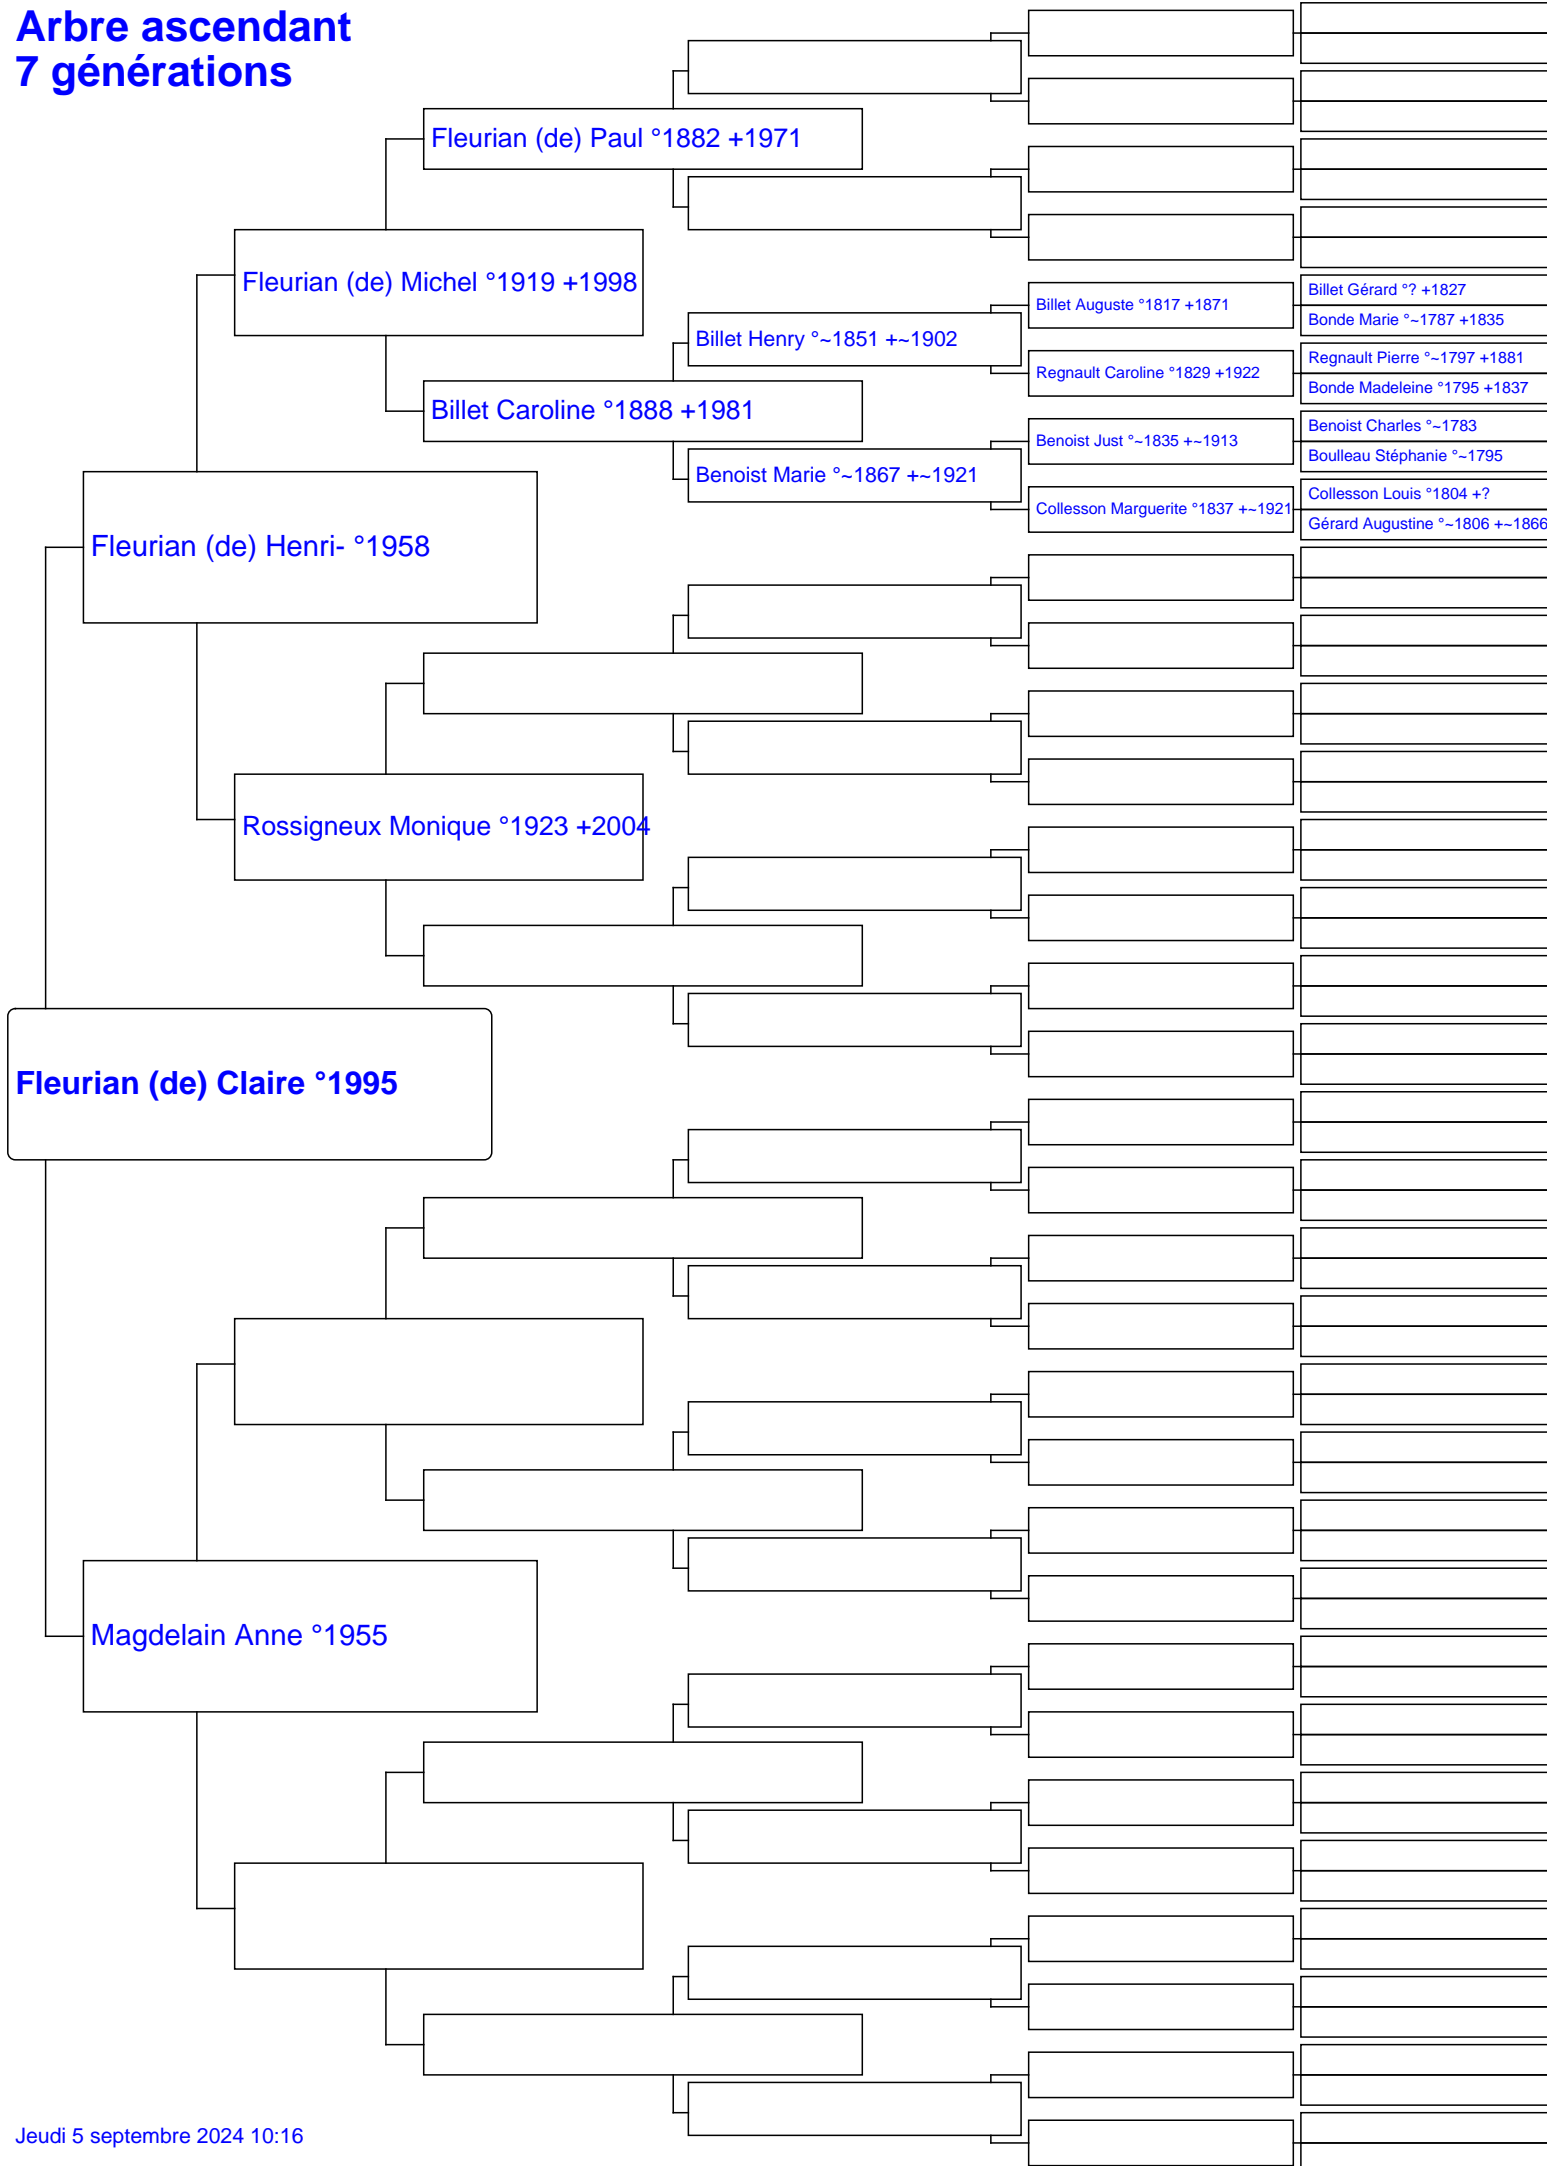 Arbre ascendant
7 générations
Fleurian (de) Paul °1882 +1971
Fleurian (de) Michel °1919 +1998
Billet Gérard °? +1827
Billet Auguste °1817 +1871
Bonde Marie °~1787 +1835
Billet Henry °~1851 +~1902
Regnault Pierre °~1797 +1881
Regnault Caroline °1829 +1922
Bonde Madeleine °1795 +1837
Billet Caroline °1888 +1981
Benoist Charles °~1783
Benoist Just °~1835 +~1913
Boulleau Stéphanie °~1795
Benoist Marie °~1867 +~1921
Collesson Louis °1804 +?
Collesson Marguerite °1837 +~1921
Gérard Augustine °~1806 +~1866
Fleurian (de) Henri- °1958
Rossigneux Monique °1923 +2004
Fleurian (de) Claire °1995
Magdelain Anne °1955
Jeudi 5 septembre 2024 10:16